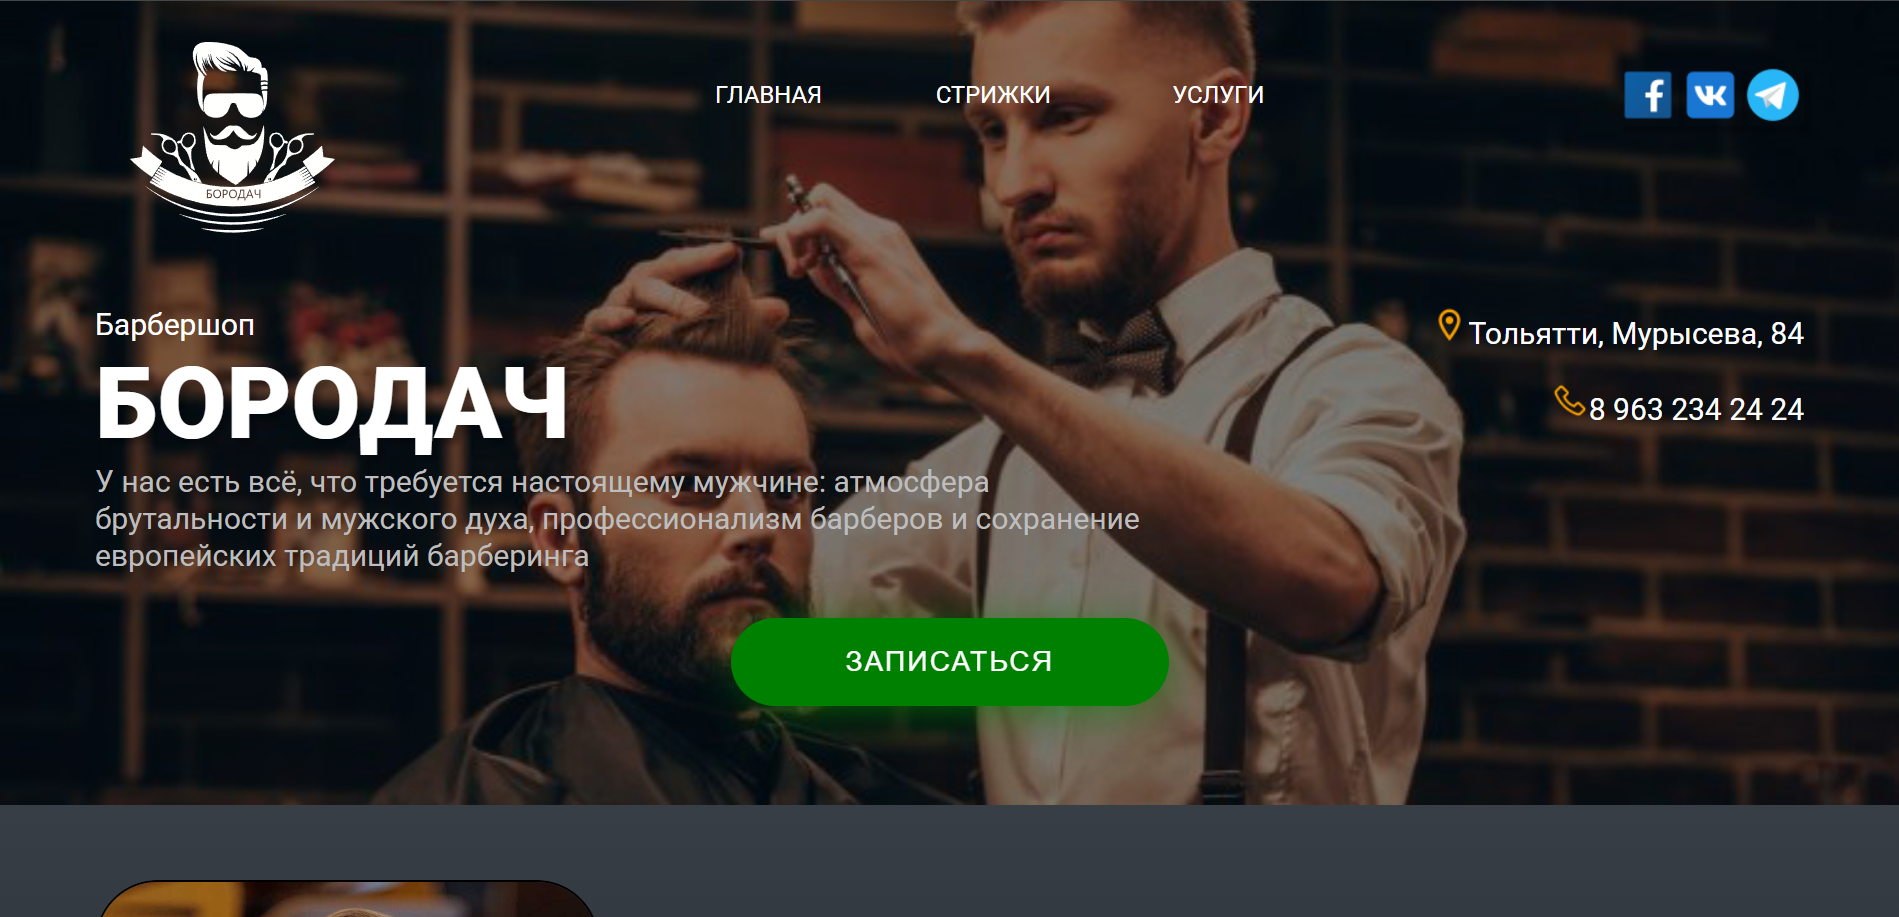 БОРОДАЧ
ГЛАВНАЯ
СТРИЖКИ
УСЛУГИ
Барбершоп
БОРОДАЧ
У нас есть всё, что требуется настоящему мужчине: атмосфера
брутальности и мужского духа, профессионализм барберов и сохранение
европейских традиций барберинга
Тольятти, Мурысева, 84
8 963 234 24 24
ЗАПИСАТЬСЯ